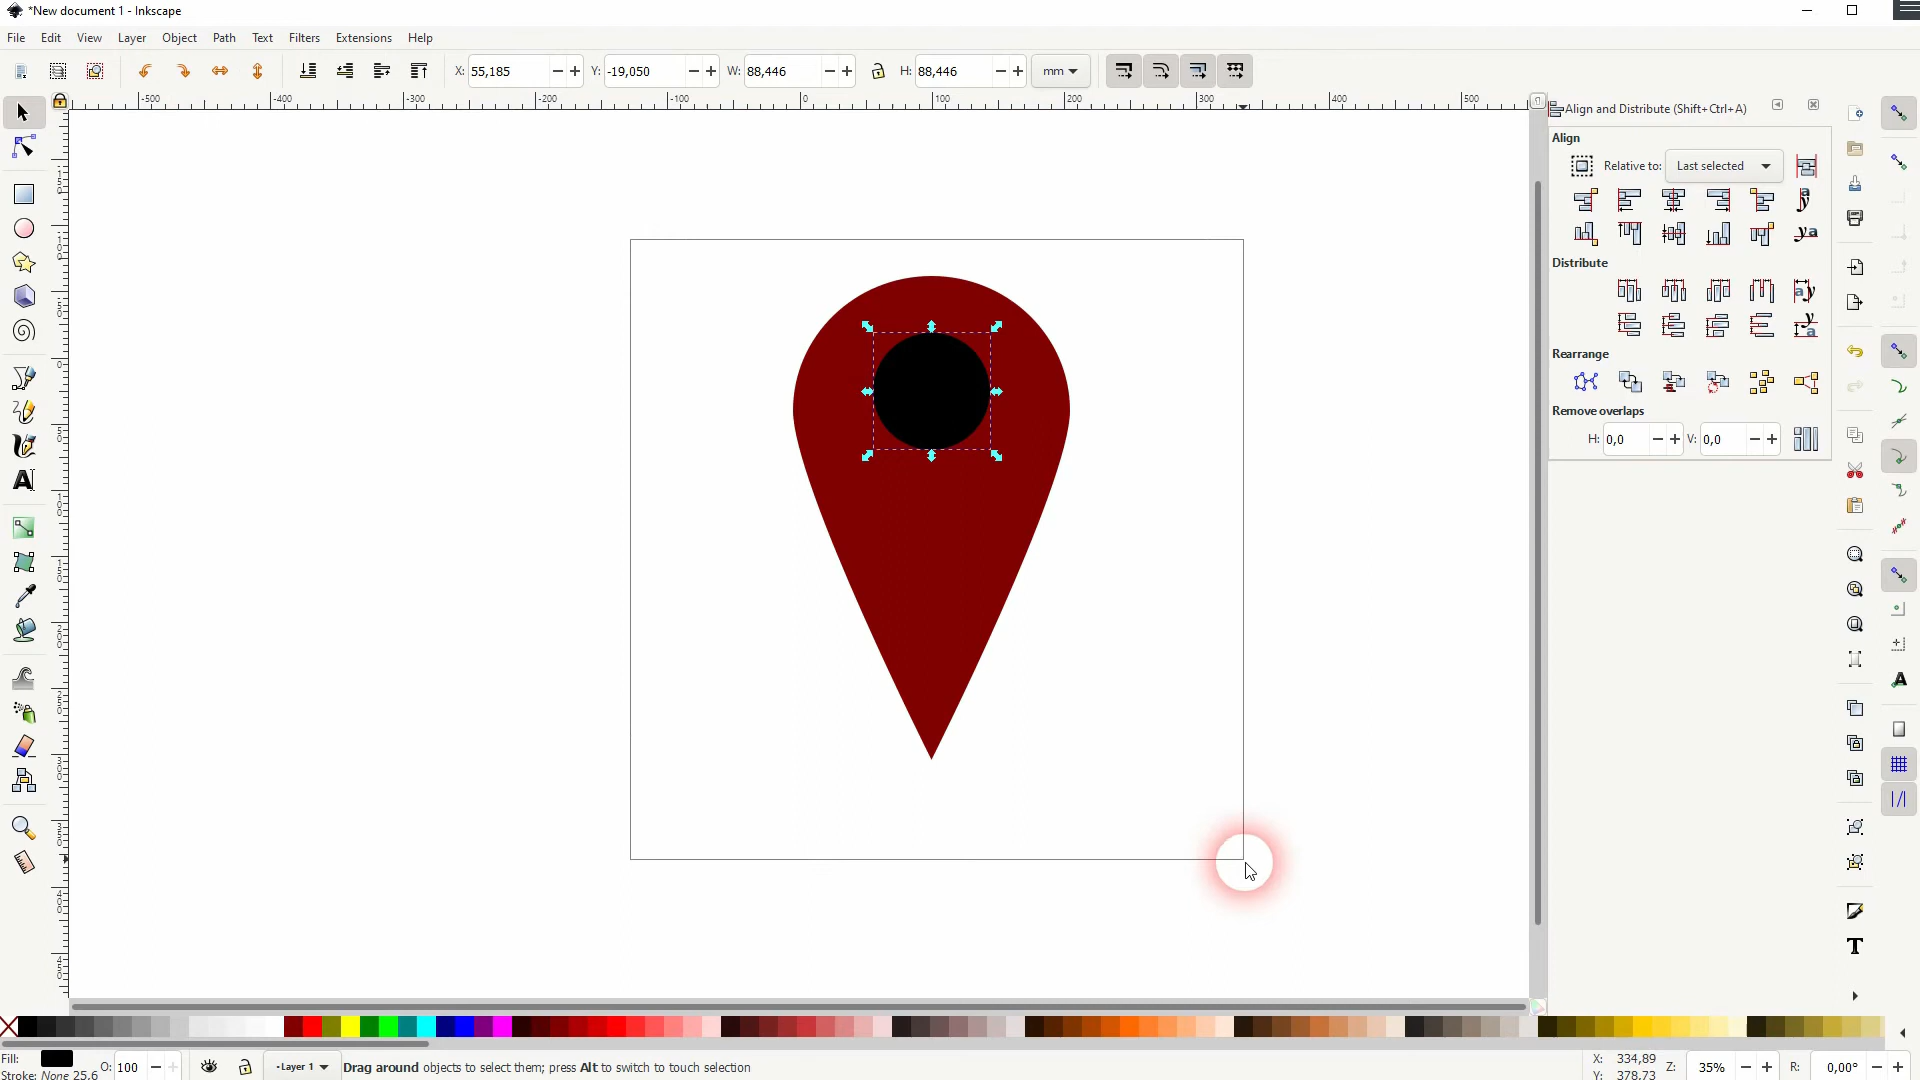 *New document 1 - Inkscape
File Edit View Layer Object Path Text Filters Extensions Help
X: 55,185 Y: -19,050 W: 88,446 H: 88,446 mm
-500 -400 -300 -200 -100 0 100 200 300 400 500
Align and Distribute (Shift+Ctrl+A)
Align
Relative to: Last selected
Distribute
Rearrange
Remove overlaps
H: 0,0 V: 0,0
Fill:
Stroke: None 25,6 O: 100 Layer 1 Drag around objects to select them; press Alt to switch to touch selection
X: 334,89
Y: 378,73
Z: 35% R: 0,00°